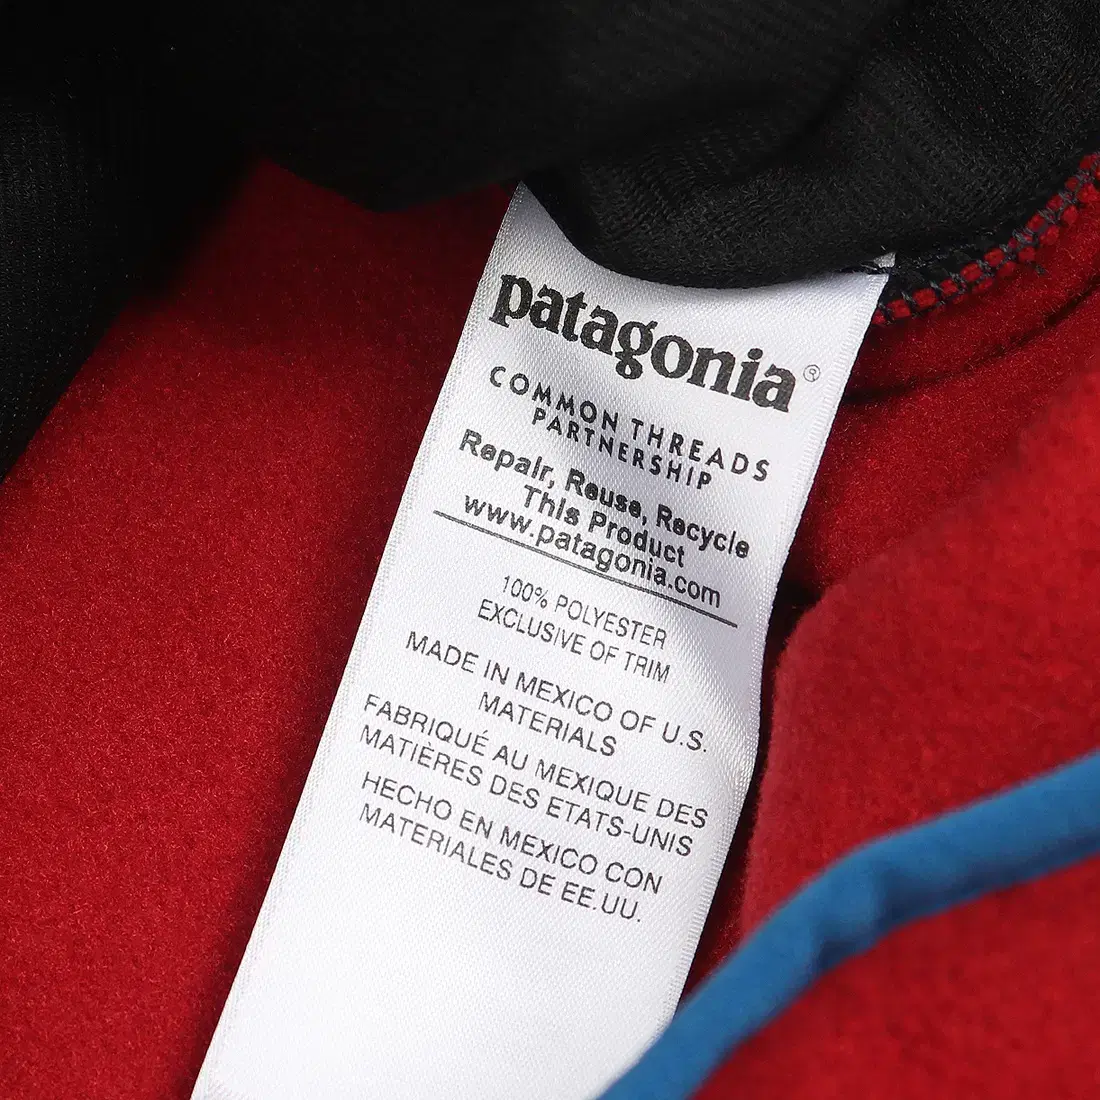 patagonia®
COMMON THREADS
PARTNERSHIP
Repair, Reuse, Recycle
This Product
www.patagonia.com
100% POLYESTER
EXCLUSIVE OF TRIM
MADE IN MEXICO OF U.S.
MATERIALS
FABRIQUÉ AU MEXIQUE DES
MATIÈRES DES ETATS-UNIS
HECHO EN MEXICO CON
MATERIALES DE EE.UU.